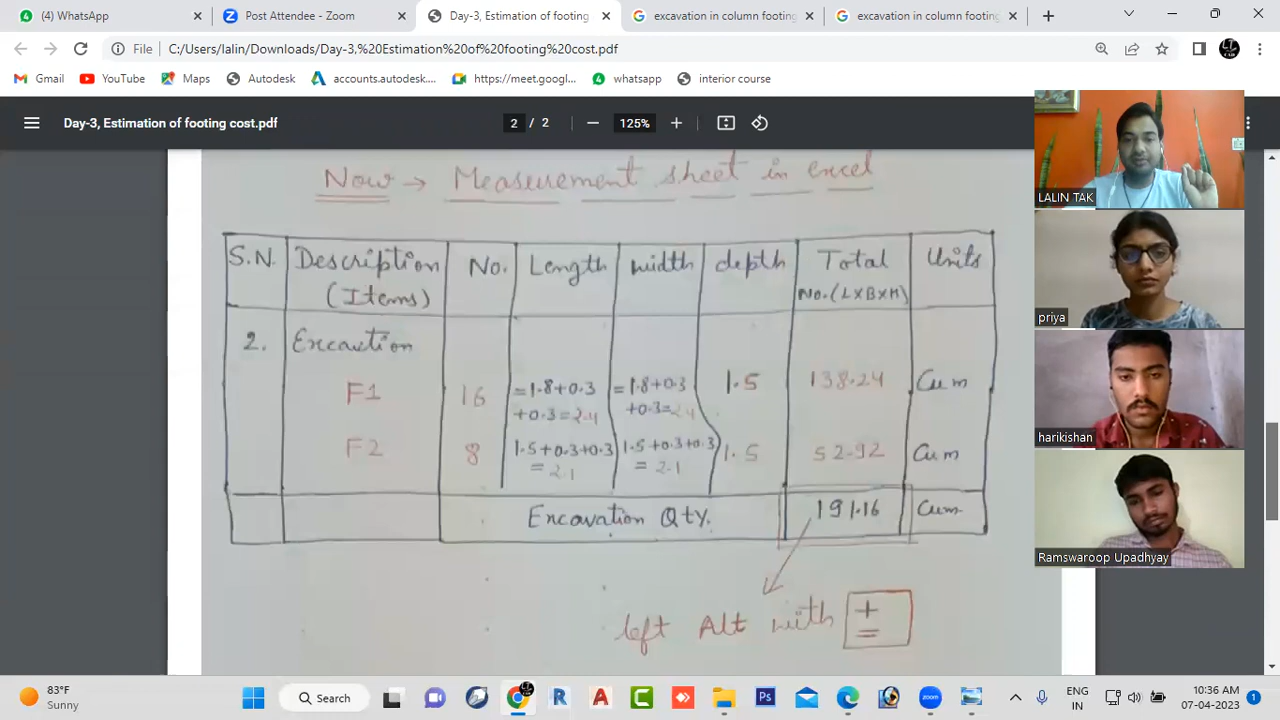 (4) WhatsApp
Post Attendee - Zoom
Day-3, Estimation of footing
excavation in column footing
excavation in column footing
File
C:/Users/lalin/Downloads/Day-3,%20Estimation%20of%20footing%20cost.pdf
Gmail
YouTube
Maps
Autodesk
accounts.autodesk....
https://meet.googl...
whatsapp
interior course
Day-3, Estimation of footing cost.pdf
2 / 2
125%
Now → Measurement sheet in excel
S.N. Description (Items) No. Length width depth Total No.(LXBXH) Units
2. Excaction
F1 16 =1.8+0.3+0.3=2.4 =1.8+0.3+0.3=2.4 1.5 138.24 Cum
F2 8 1.5+0.3+0.3=2.1 1.5+0.3+0.3=2.1 1.5 52.92 Cum
Excavation Qty. 191.16 Cum
left Alt with + =
LALIN TAK
priya
harikishan
Ramswaroop Upadhyay
83°F
Sunny
Search
ENG
IN
10:36 AM
07-04-2023
1